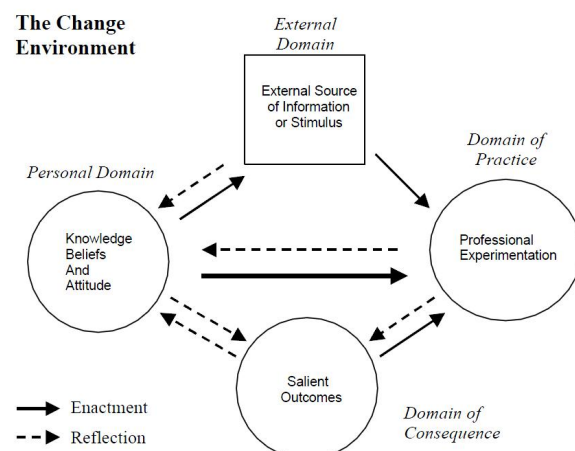 The Change
Environment
External
Domain
External Source
of Information
or Stimulus
Domain of
Practice
Personal Domain
Knowledge
Beliefs
And
Attitude
Professional
Experimentation
Salient
Outcomes
Domain of
Consequence
Enactment
Reflection